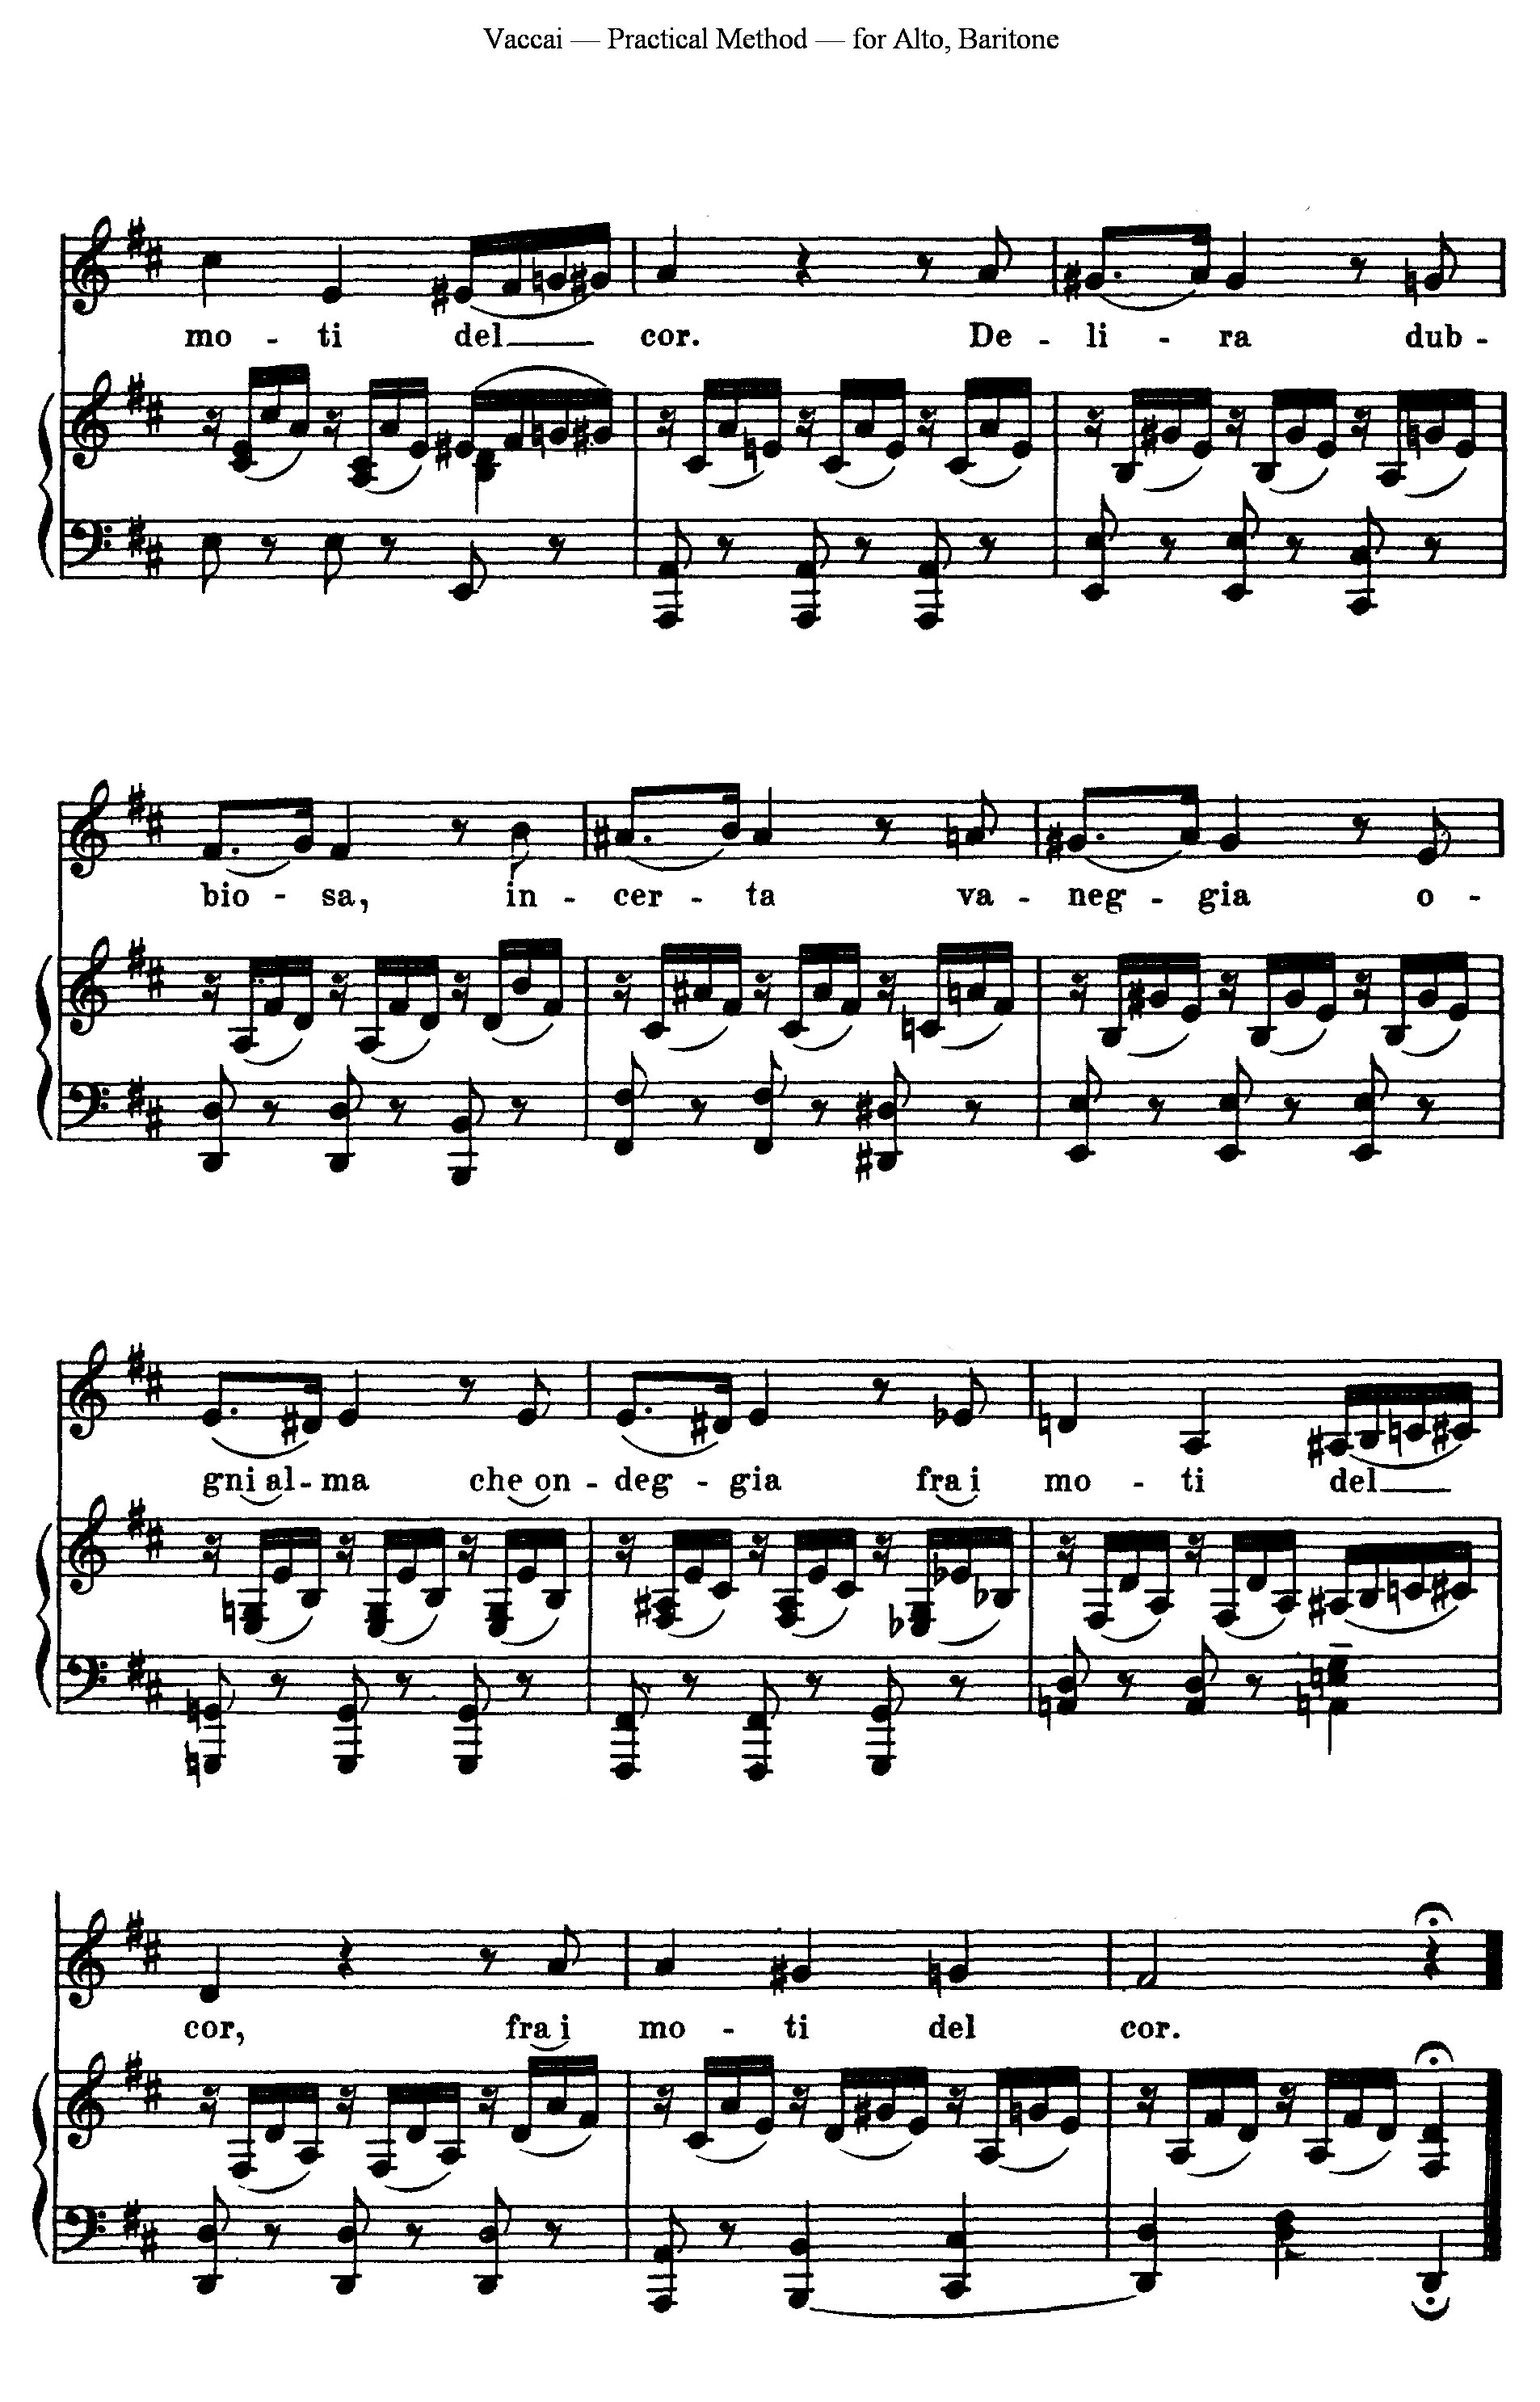 Vaccai — Practical Method — for Alto, Baritone
mo - ti del cor. De - li - ra dub -
bio - sa, in - cer - ta va - neg - gia o -
gni al - ma che on - deg - gia fra i mo - ti del
cor, fra i mo - ti del cor.